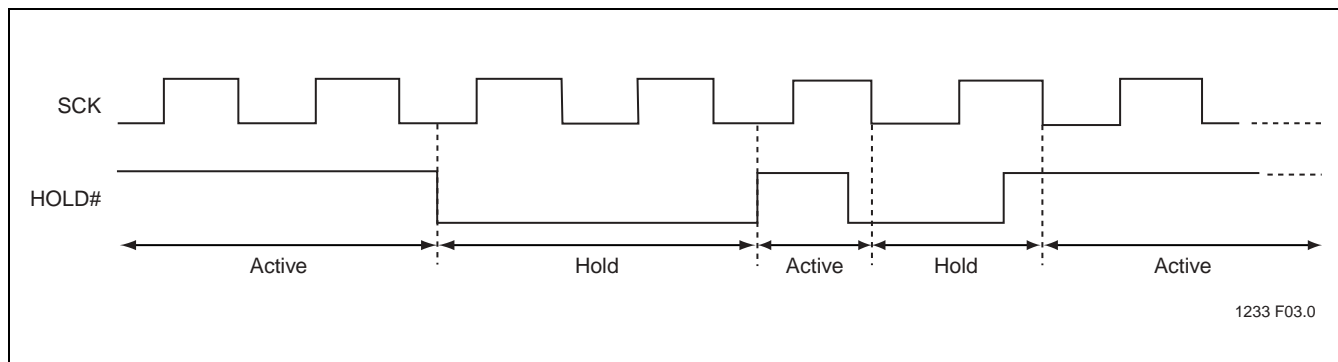 SCK
HOLD#
Active
Hold
Active
Hold
Active
1233 F03.0